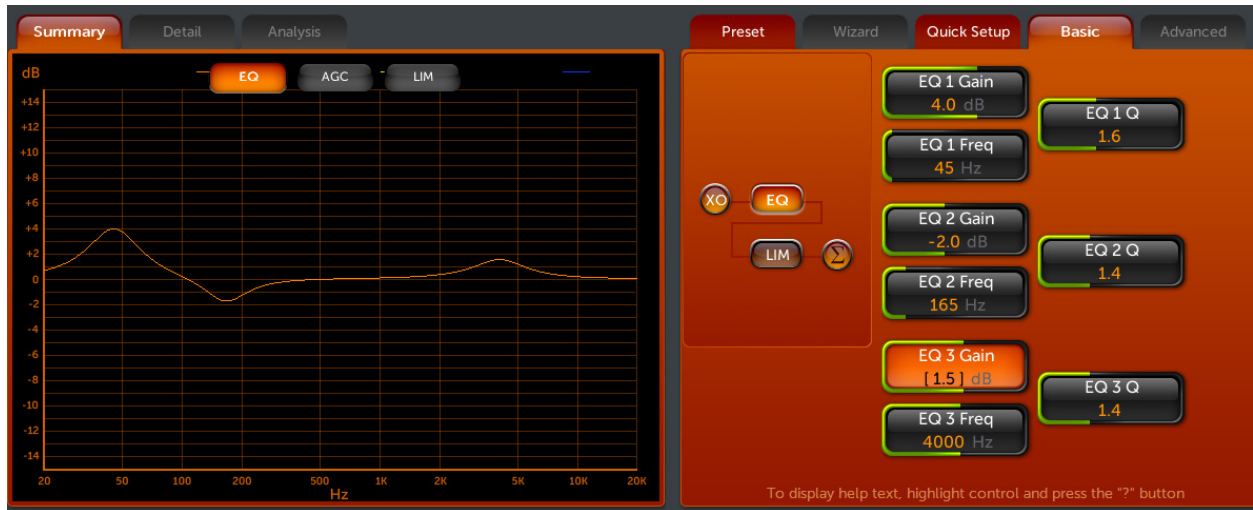 Summary Detail Analysis
Preset Wizard Quick Setup Basic Advanced
dB
EQ AGC LIM
+14
+12
+10
+8
+6
+4
+2
0
-2
-4
-6
-8
-10
-12
-14
20 50 100 200 500 1K 2K 5K 10K 20K
Hz
XO EQ
LIM Σ
EQ 1 Gain
4.0 dB
EQ 1 Q
1.6
EQ 1 Freq
45 Hz
EQ 2 Gain
-2.0 dB
EQ 2 Q
1.4
EQ 2 Freq
165 Hz
EQ 3 Gain
[ 1.5 ] dB
EQ 3 Q
1.4
EQ 3 Freq
4000 Hz
To display help text, highlight control and press the "?" button